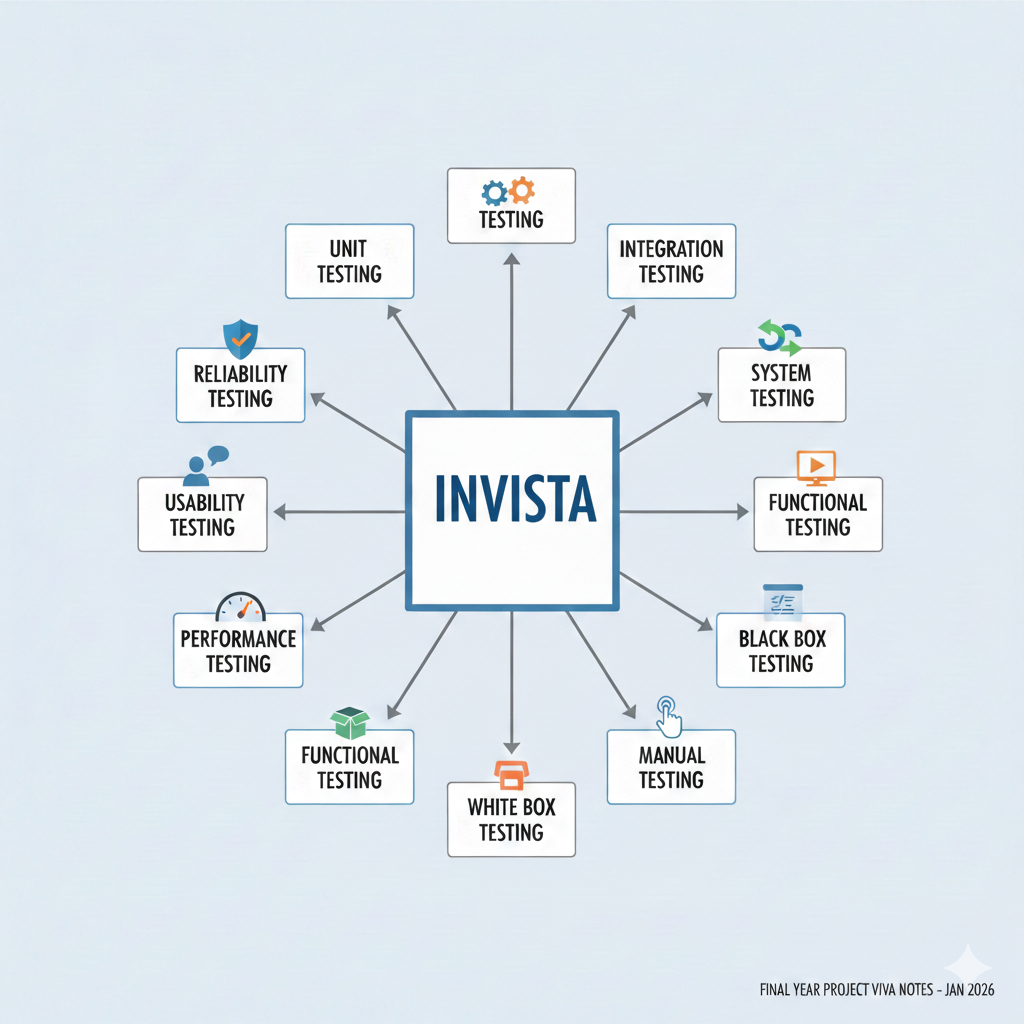 TESTING
UNIT
TESTING
INTEGRATION
TESTING
RELIABILITY
TESTING
SYSTEM
TESTING
USABILITY
TESTING
INVISTA
FUNCTIONAL
TESTING
PERFORMANCE
TESTING
BLACK BOX
TESTING
FUNCTIONAL
TESTING
MANUAL
TESTING
WHITE BOX
TESTING
FINAL YEAR PROJECT VIVA NOTES - JAN 2026